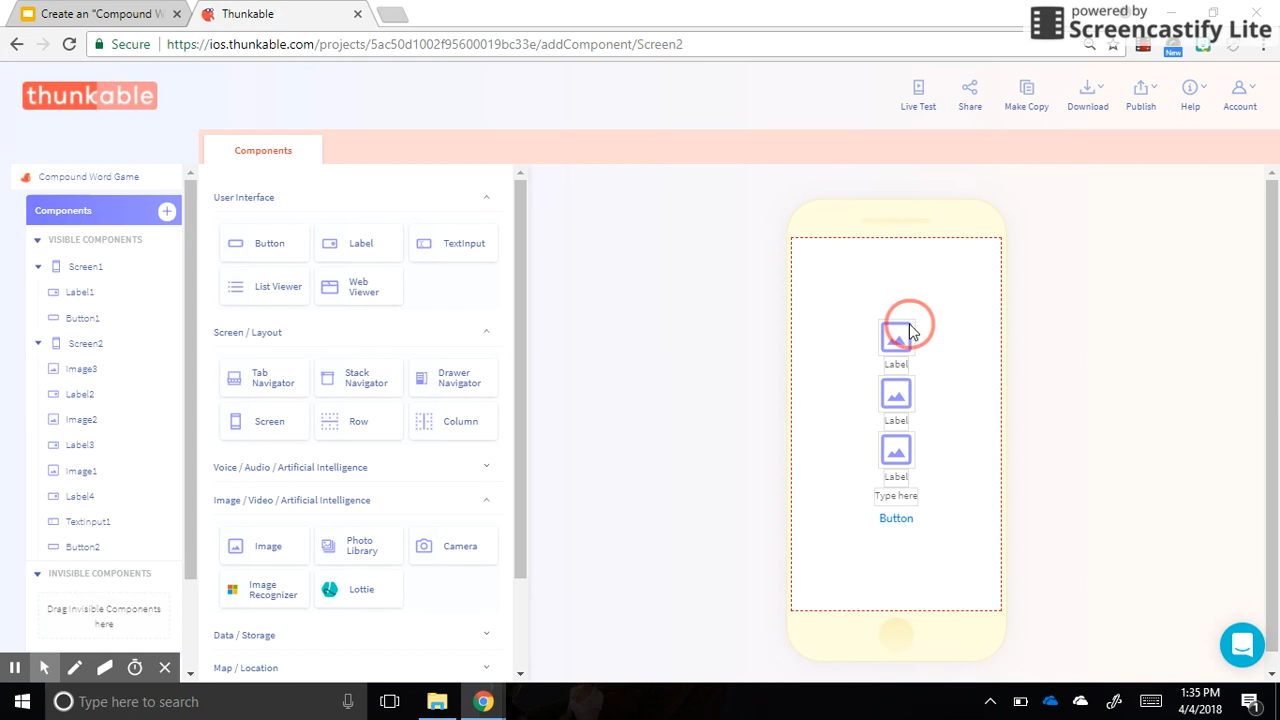 Create an "Compound W
Thunkable
powered by
Screencastify Lite
Secure
https://ios.thunkable.com/projects/
/addComponent/Screen2
New
thunkable
Live Test
Share
Make Copy
Download
Publish
Help
Account
Components
Compound Word Game
Components
VISIBLE COMPONENTS
Screen1
Label1
Button1
Screen2
Image3
Label2
Image2
Label3
Image1
Label4
TextInput1
Button2
INVISIBLE COMPONENTS
Drag Invisible Components
here
User Interface
Button
Label
TextInput
List Viewer
Web
Viewer
Screen / Layout
Tab
Navigator
Stack
Navigator
Drawer
Navigator
Screen
Row
Column
Voice / Audio / Artificial Intelligence
Image / Video / Artificial Intelligence
Image
Photo
Library
Camera
Image
Recognizer
Lottie
Data / Storage
Map / Location
Label
Label
Label
Type here
Button
Type here to search
1:35 PM
4/4/2018
1